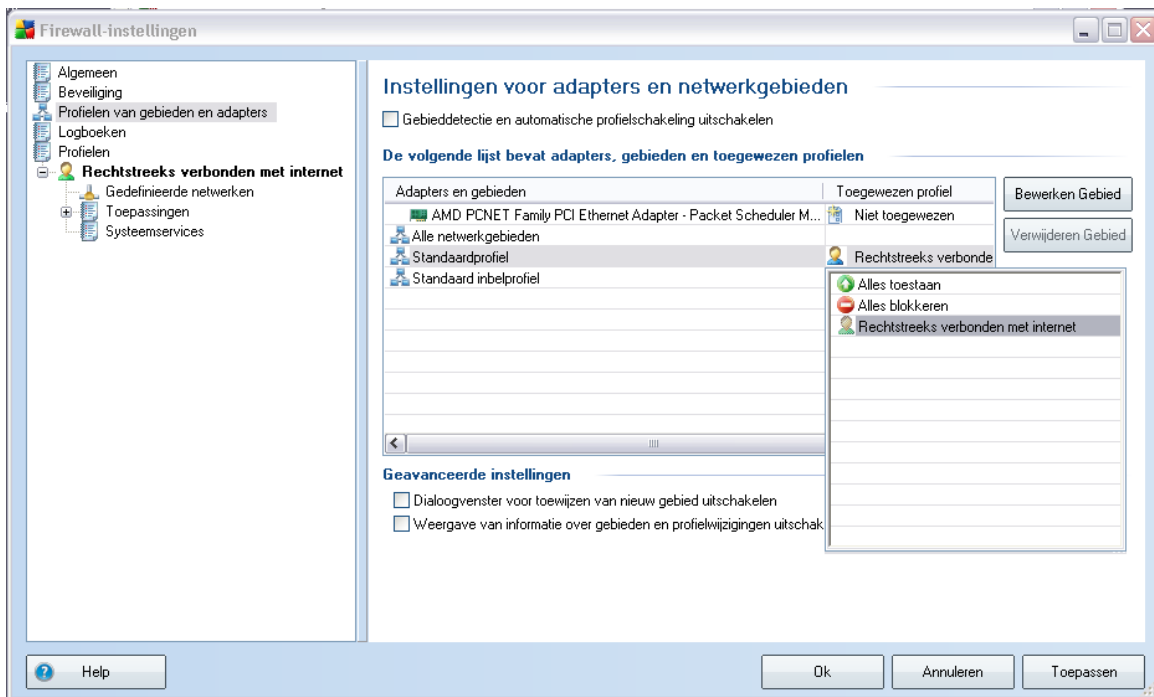 Firewall-instellingen
Algemeen
Beveiliging
Profielen van gebieden en adapters
Logboeken
Profielen
Rechtstreeks verbonden met internet
Gedefinieerde netwerken
Toepassingen
Systeemservices
Instellingen voor adapters en netwerkgebieden
Gebieddetectie en automatische profielschakeling uitschakelen
De volgende lijst bevat adapters, gebieden en toegewezen profielen
Adapters en gebieden Toegewezen profiel
AMD PCNET Family PCI Ethernet Adapter - Packet Scheduler M... Niet toegewezen
Alle netwerkgebieden
Standaardprofiel Rechtstreeks verbonde
Standaard inbelprofiel
Bewerken Gebied
Verwijderen Gebied
Alles toestaan
Alles blokkeren
Rechtstreeks verbonden met internet
Geavanceerde instellingen
Dialoogvenster voor toewijzen van nieuw gebied uitschakelen
Weergave van informatie over gebieden en profielwijzigingen uitschak
Help
Ok
Annuleren
Toepassen